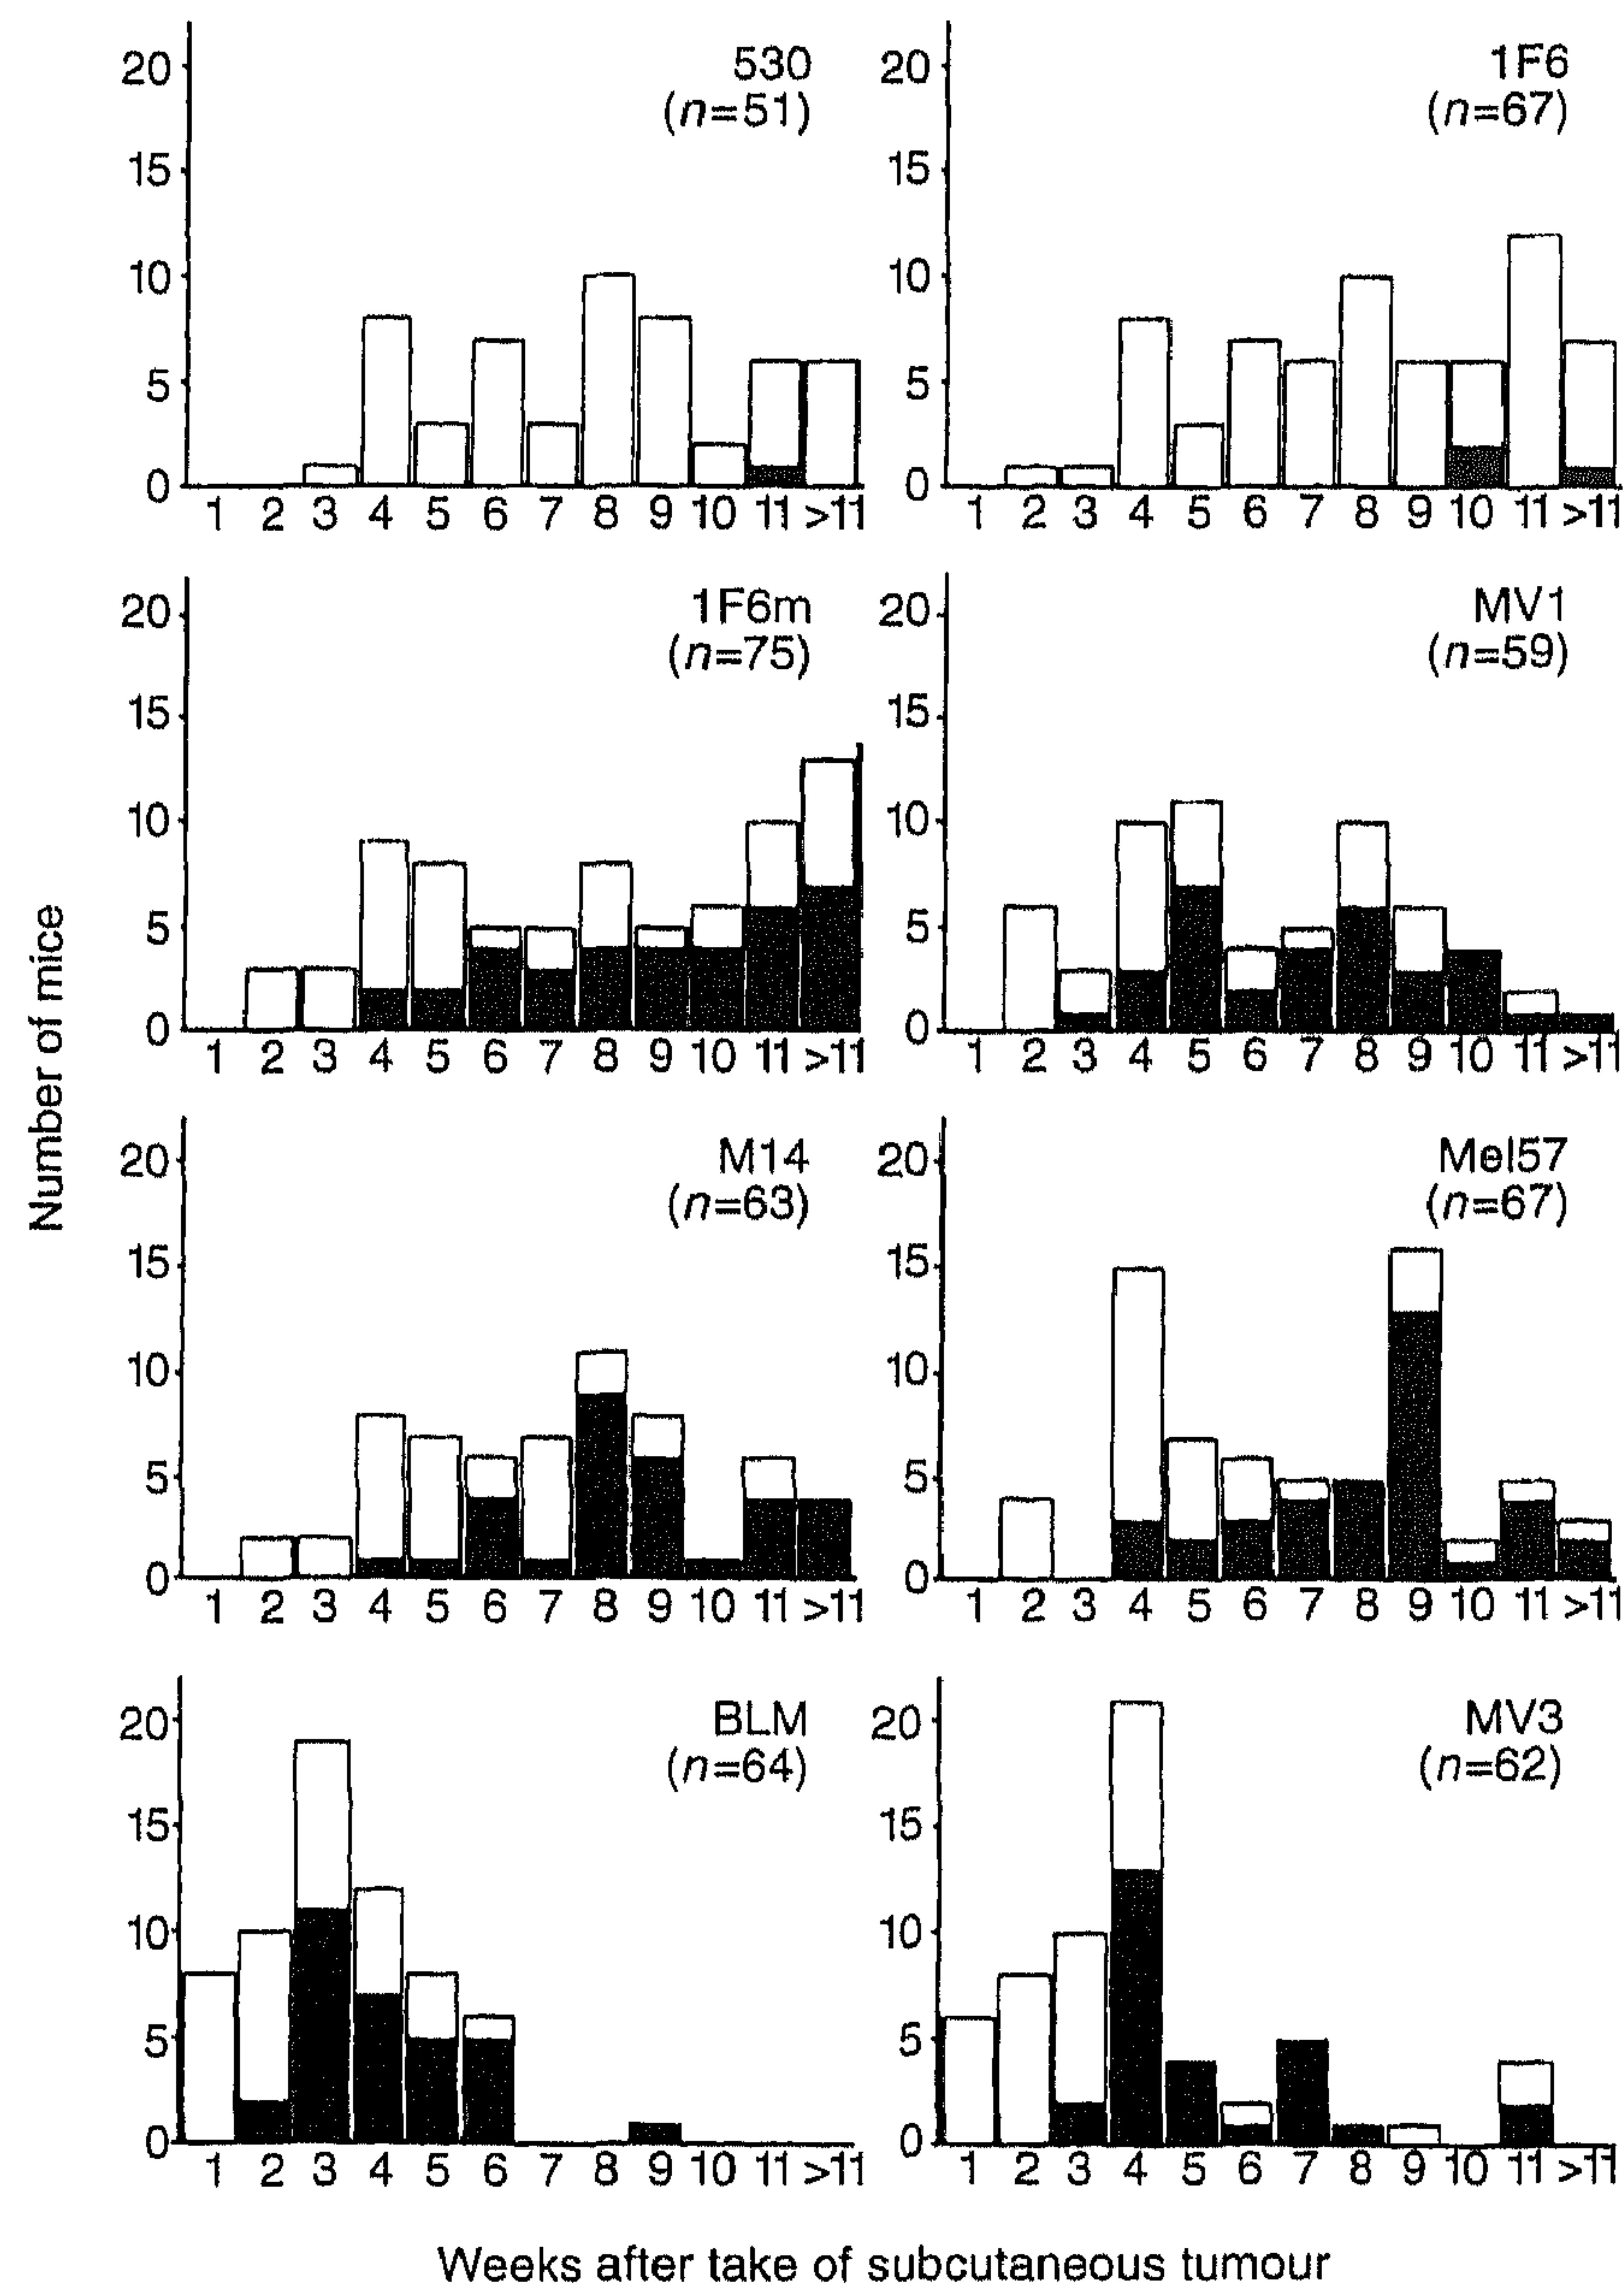 Number of mice
530
(n=51)
20
15
10
5
0
1 2 3 4 5 6 7 8 9 10 11 >11
1F6
(n=67)
20
15
10
5
0
1 2 3 4 5 6 7 8 9 10 11 >11
1F6m
(n=75)
20
15
10
5
0
1 2 3 4 5 6 7 8 9 10 11 >11
MV1
(n=59)
20
15
10
5
0
1 2 3 4 5 6 7 8 9 10 11 >11
M14
(n=63)
20
15
10
5
0
1 2 3 4 5 6 7 8 9 10 11 >11
Mel57
(n=67)
20
15
10
5
0
1 2 3 4 5 6 7 8 9 10 11 >11
BLM
(n=64)
20
15
10
5
0
1 2 3 4 5 6 7 8 9 10 11 >11
MV3
(n=62)
20
15
10
5
0
1 2 3 4 5 6 7 8 9 10 11 >11
Weeks after take of subcutaneous tumour